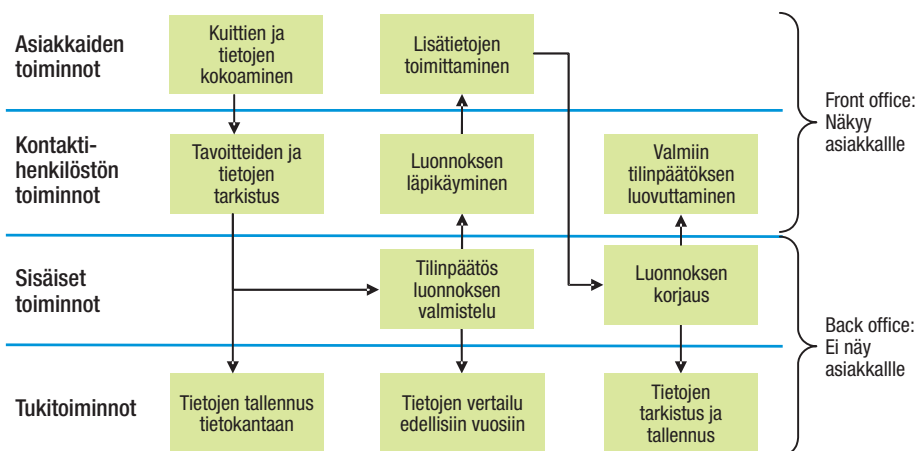 Asiakkaiden
toiminnot
Kuittien ja
tietojen
kokoaminen
Lisätietojen
toimittaminen
Front office:
Näkyy
asiakkallle
Kontakti-
henkilöstön
toiminnot
Tavoitteiden ja
tietojen
tarkistus
Luonnoksen
läpikäyminen
Valmiin
tilinpäätöksen
luovuttaminen
Sisäiset
toiminnot
Tilinpäätös
luonnoksen
valmistelu
Luonnoksen
korjaus
Back office:
Ei näy
asiakkallle
Tukitoiminnot
Tietojen tallennus
tietokantaan
Tietojen vertailu
edellisiin vuosiin
Tietojen
tarkistus ja
tallennus